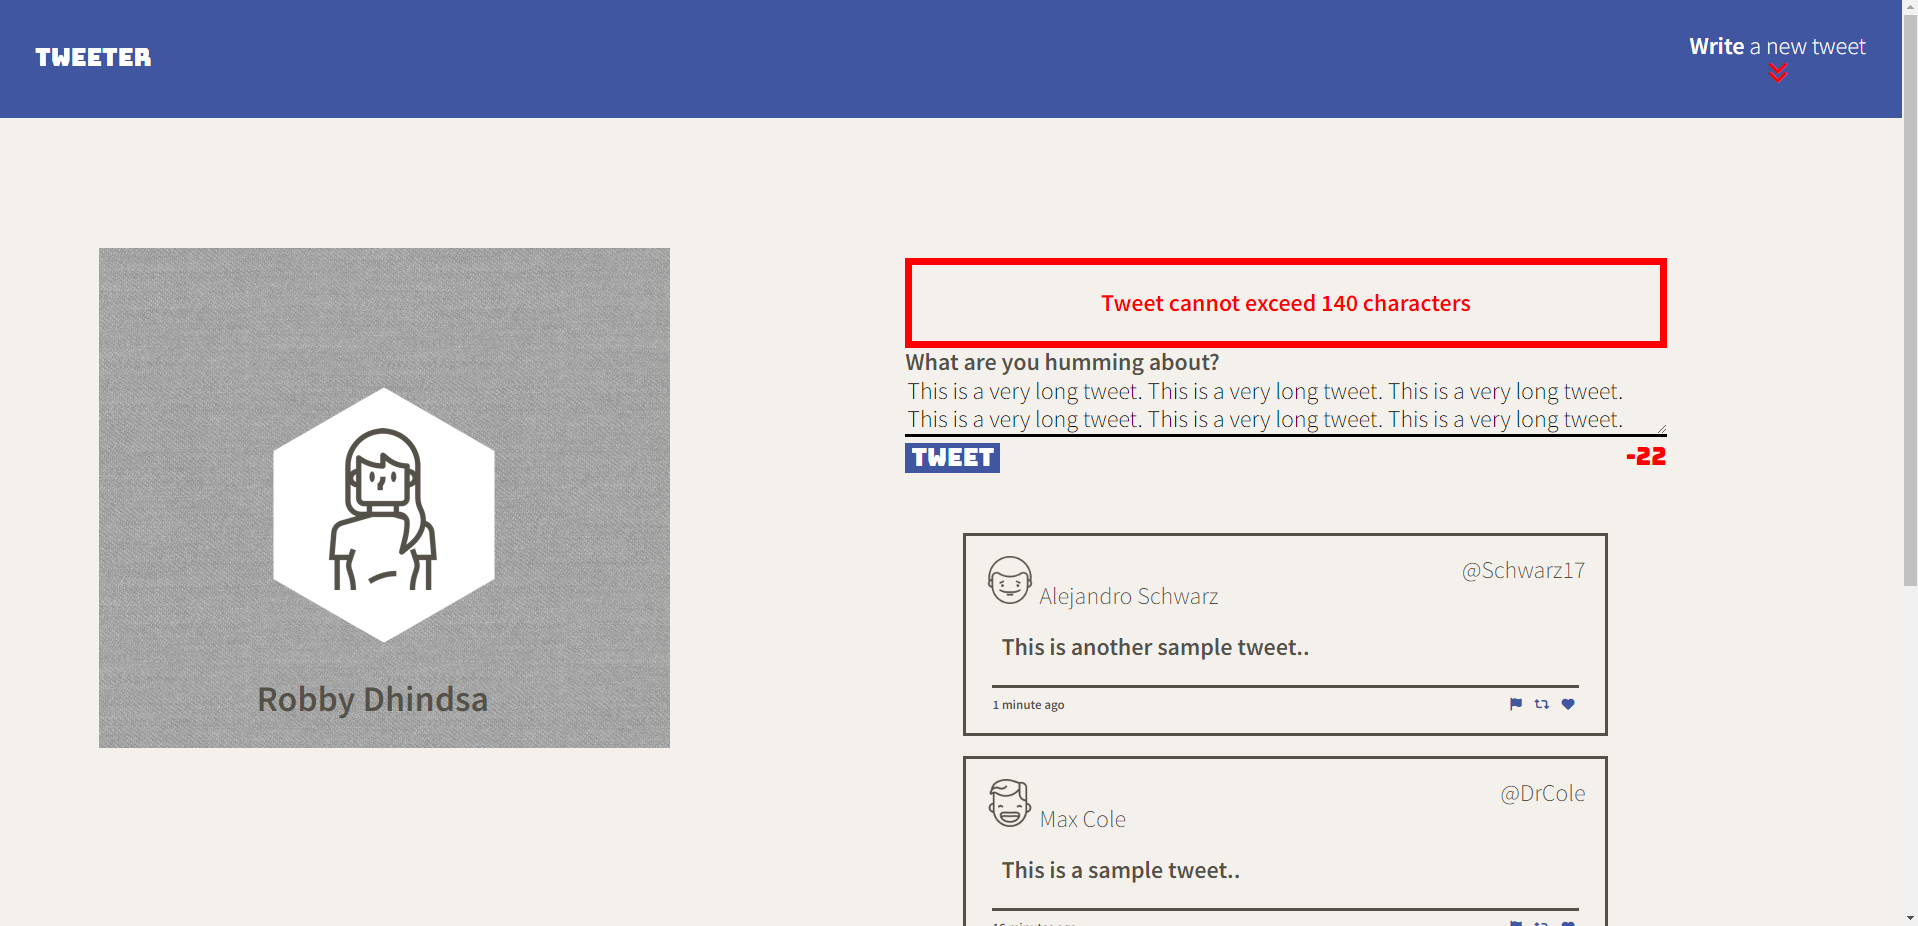 TWEETER
Write a new tweet
Robby Dhindsa
Tweet cannot exceed 140 characters
What are you humming about?
This is a very long tweet. This is a very long tweet. This is a very long tweet.
This is a very long tweet. This is a very long tweet. This is a very long tweet.
TWEET
-22
Alejandro Schwarz
@Schwarz17
This is another sample tweet..
1 minute ago
Max Cole
@DrCole
This is a sample tweet..